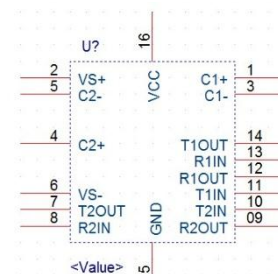 U?
16
VCC
2 VS+ C1+ 1
5 C2- C1- 3
4 C2+ T1OUT 14
R1IN 13
R1OUT 12
6 VS- T1IN 11
7 T2OUT T2IN 10
8 R2IN R2OUT 09
GND
<Value>
5